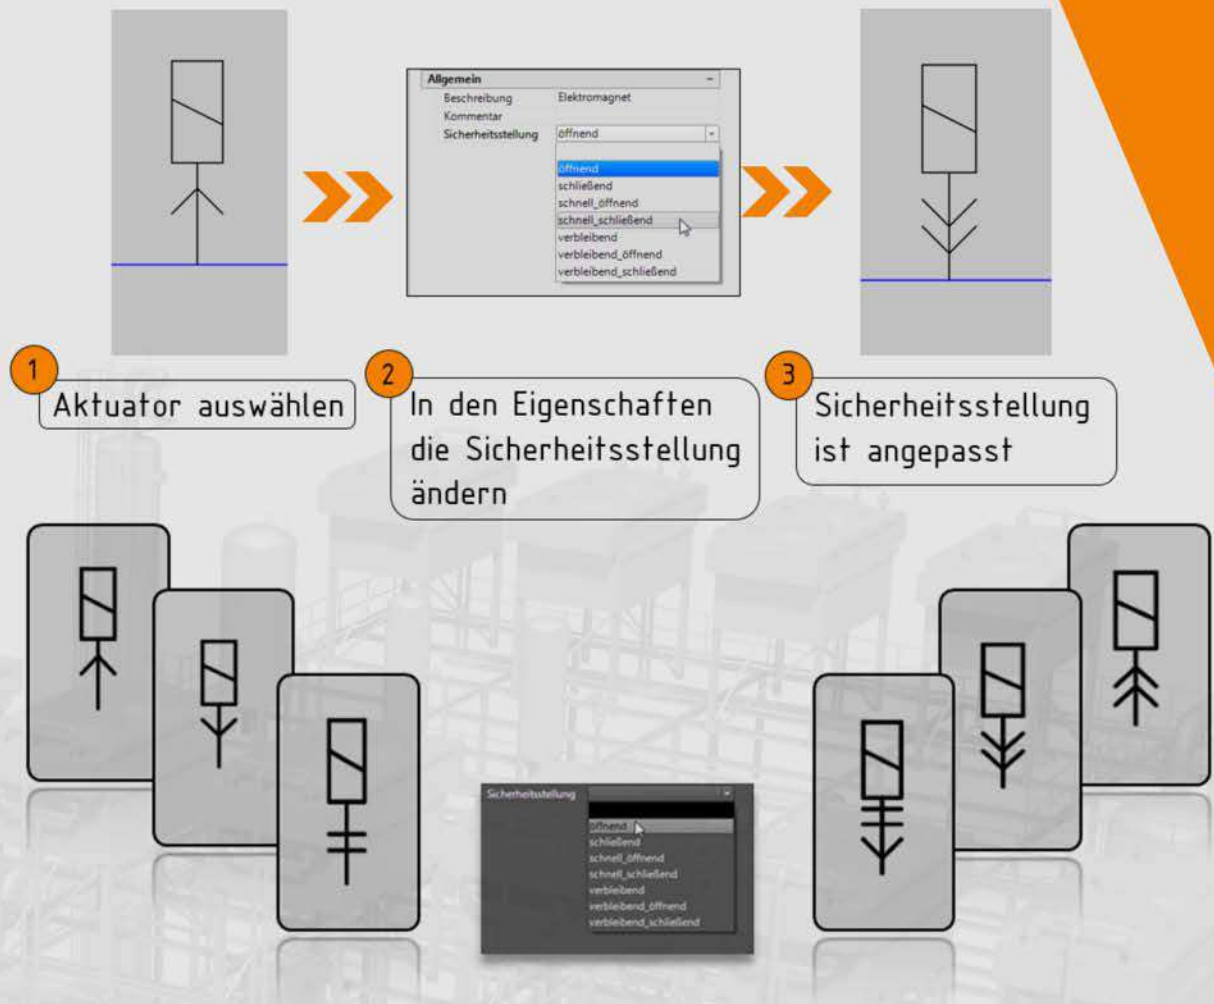 Allgemein
Beschreibung Elektromagnet
Kommentar
Sicherheitsstellung öffnend
öffnend
schließend
schnell_öffnend
schnell_schließend
verbleibend
verbleibend_öffnend
verbleibend_schließend
1
Aktuator auswählen
2
In den Eigenschaften
die Sicherheitsstellung
ändern
3
Sicherheitsstellung
ist angepasst
Sicherheitsstellung
öffnend
schließend
schnell_öffnend
schnell_schließend
verbleibend
verbleibend_öffnend
verbleibend_schließend